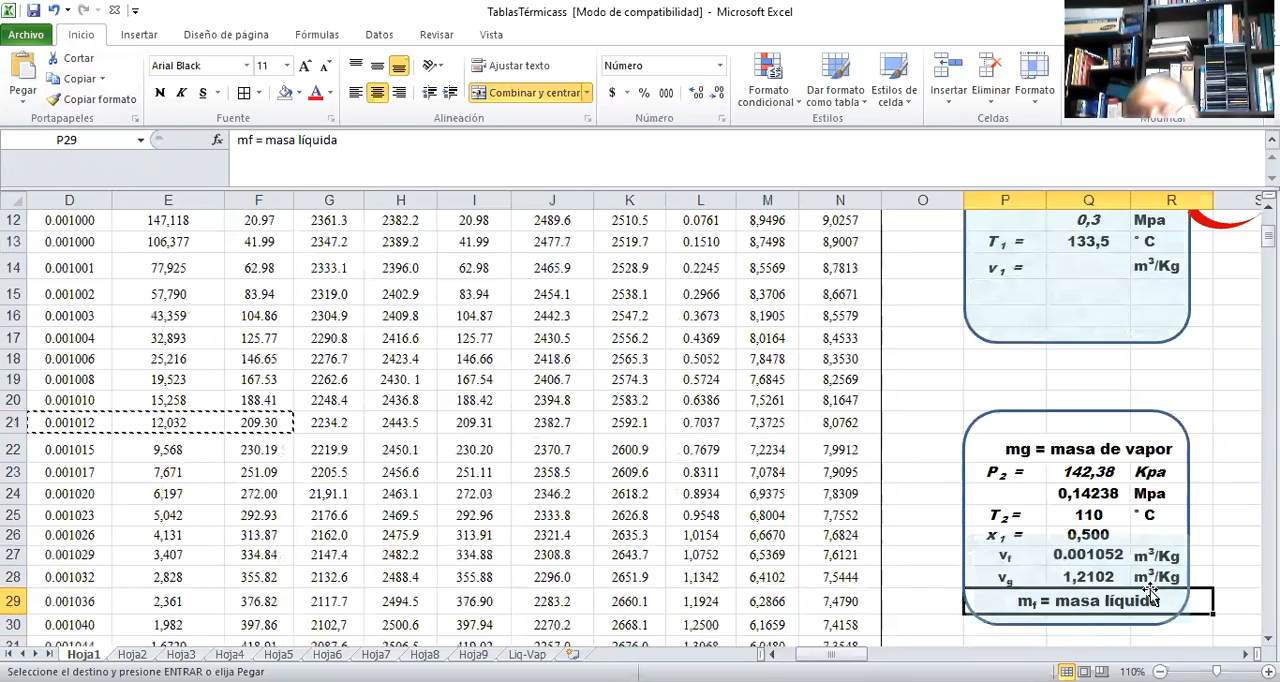 TablasTérmicass [Modo de compatibilidad] - Microsoft Excel
Archivo Inicio Insertar Diseño de página Fórmulas Datos Revisar Vista
Cortar
Copiar
Copiar formato
Pegar
Portapapeles
Arial Black 11
N K S
Fuente
Ajustar texto
Combinar y centrar
Alineación
Número
$ % 000
Número
Formato condicional
Dar formato como tabla
Estilos de celda
Estilos
Insertar Eliminar Formato
Celdas
Modificar
P29 fx mf = masa líquida
D E F G H I J K L M N O P Q R S
12 0.001000 147,118 20.97 2361.3 2382.2 20.98 2489.1 2510.5 0.0761 8,9496 9,0257 0,3 Mpa
13 0.001000 106,377 41.99 2347.2 2389.2 41.99 2477.7 2519.7 0.1510 8,7498 8,9007 T1 = 133,5 ° C
14 0.001001 77,925 62.98 2333.1 2396.0 62.98 2465.9 2528.9 0.2245 8,5569 8,7813 v1 = m³/Kg
15 0.001002 57,790 83.94 2319.0 2402.9 83.94 2454.1 2538.1 0.2966 8,3706 8,6671
16 0.001003 43,359 104.86 2304.9 2409.8 104.87 2442.3 2547.2 0.3673 8,1905 8,5579
17 0.001004 32,893 125.77 2290.8 2416.6 125.77 2430.5 2556.2 0.4369 8,0164 8,4533
18 0.001006 25,216 146.65 2276.7 2423.4 146.66 2418.6 2565.3 0.5052 7,8478 8,3530
19 0.001008 19,523 167.53 2262.6 2430. 1 167.54 2406.7 2574.3 0.5724 7,6845 8,2569
20 0.001010 15,258 188.41 2248.4 2436.8 188.42 2394.8 2583.2 0.6386 7,5261 8,1647
21 0.001012 12,032 209.30 2234.2 2443.5 209.31 2382.7 2592.1 0.7037 7,3725 8,0762
22 0.001015 9,568 230.19 2219.9 2450.1 230.20 2370.7 2600.9 0.7679 7,2234 7,9912 mg = masa de vapor
23 0.001017 7,671 251.09 2205.5 2456.6 251.11 2358.5 2609.6 0.8311 7,0784 7,9095 P2 = 142,38 Kpa
24 0.001020 6,197 272.00 21,91.1 2463.1 272.03 2346.2 2618.2 0.8934 6,9375 7,8309 0,14238 Mpa
25 0.001023 5,042 292.93 2176.6 2469.5 292.96 2333.8 2626.8 0.9548 6,8004 7,7552 T2 = 110 ° C
26 0.001026 4,131 313.87 2162.0 2475.9 313.91 2321.4 2635.3 1.0154 6,6670 7,6824 x1 = 0,500
27 0.001029 3,407 334.84 2147.4 2482.2 334.88 2308.8 2643.7 1.0752 6,5369 7,6121 vf 0.001052 m³/Kg
28 0.001032 2,828 355.82 2132.6 2488.4 355.88 2296.0 2651.9 1,1342 6,4102 7,5444 vg 1,2102 m³/Kg
29 0.001036 2,361 376.82 2117.7 2494.5 376.90 2283.2 2660.1 1,1924 6,2866 7,4790 mf = masa líquida
30 0.001040 1,982 397.85 2102,7 2500.6 2270.2 2668.1 1,2500 6,1659 7,4158
Hoja1 Hoja2 Hoja3 Hoja4 Hoja5 Hoja6 Hoja7 Hoja8 Hoja9 Liq-Vap
Seleccione el destino y presione ENTRAR o elija Pegar 110%